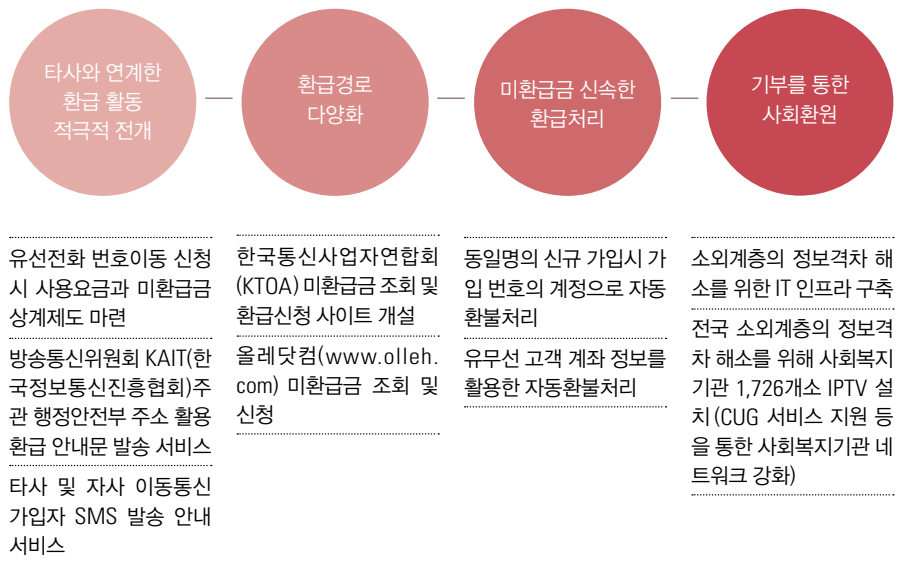 타사와 연계한
환급 활동
적극적 전개
환급경로
다양화
미환급금 신속한
환급처리
기부를 통한
사회환원
유선전화 번호이동 신청
시 사용요금과 미환급금
상계제도 마련
방송통신위원회 KAIT(한
국정보통신진흥협회)주
관 행정안전부 주소 활용
환급 안내문 발송 서비스
타사 및 자사 이동통신
가입자 SMS 발송 안내
서비스
한국통신사업자연합회
(KTOA) 미환급금 조회 및
환급신청 사이트 개설
올레닷컴(www.olleh.
com) 미환급금 조회 및
신청
동일명의 신규 가입시 가
입 번호의 계정으로 자동
환불처리
유무선 고객 계좌 정보를
활용한 자동환불처리
소외계층의 정보격차 해
소를 위한 IT 인프라 구축
전국 소외계층의 정보격
차 해소를 위해 사회복지
기관 1,726개소 IPTV 설
치(CUG 서비스 지원 등
을 통한 사회복지기관 네
트워크 강화)